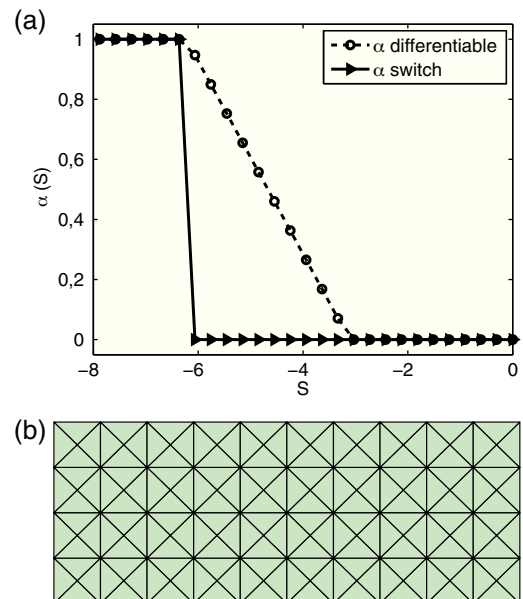 (a)
1
0,8
0,6
0,4
0,2
0
α (S)
α differentiable
α switch
−8
−6
−4
−2
0
S
(b)